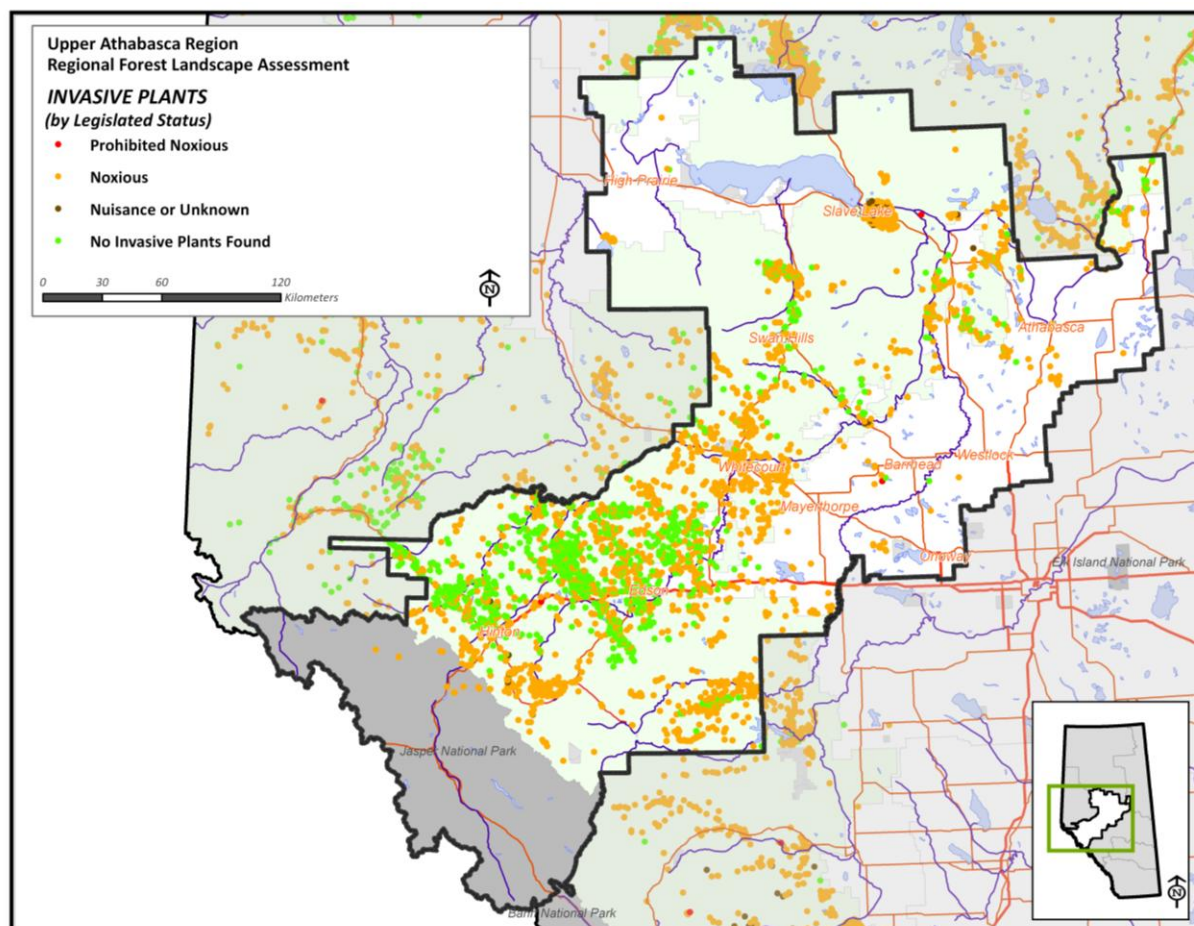 Upper Athabasca Region
Regional Forest Landscape Assessment
INVASIVE PLANTS
(by Legislated Status)
Prohibited Noxious
Noxious
Nuisance or Unknown
No Invasive Plants Found
0 30 60 120
Kilometers
N
High Prairie
Slave Lake
Athabasca
Swan Hills
Westlock
Barrhead
Whitecourt
Mayerthorpe
Onoway
Elk Island National Park
Edson
Hinton
Jasper National Park
Banff National Park
N